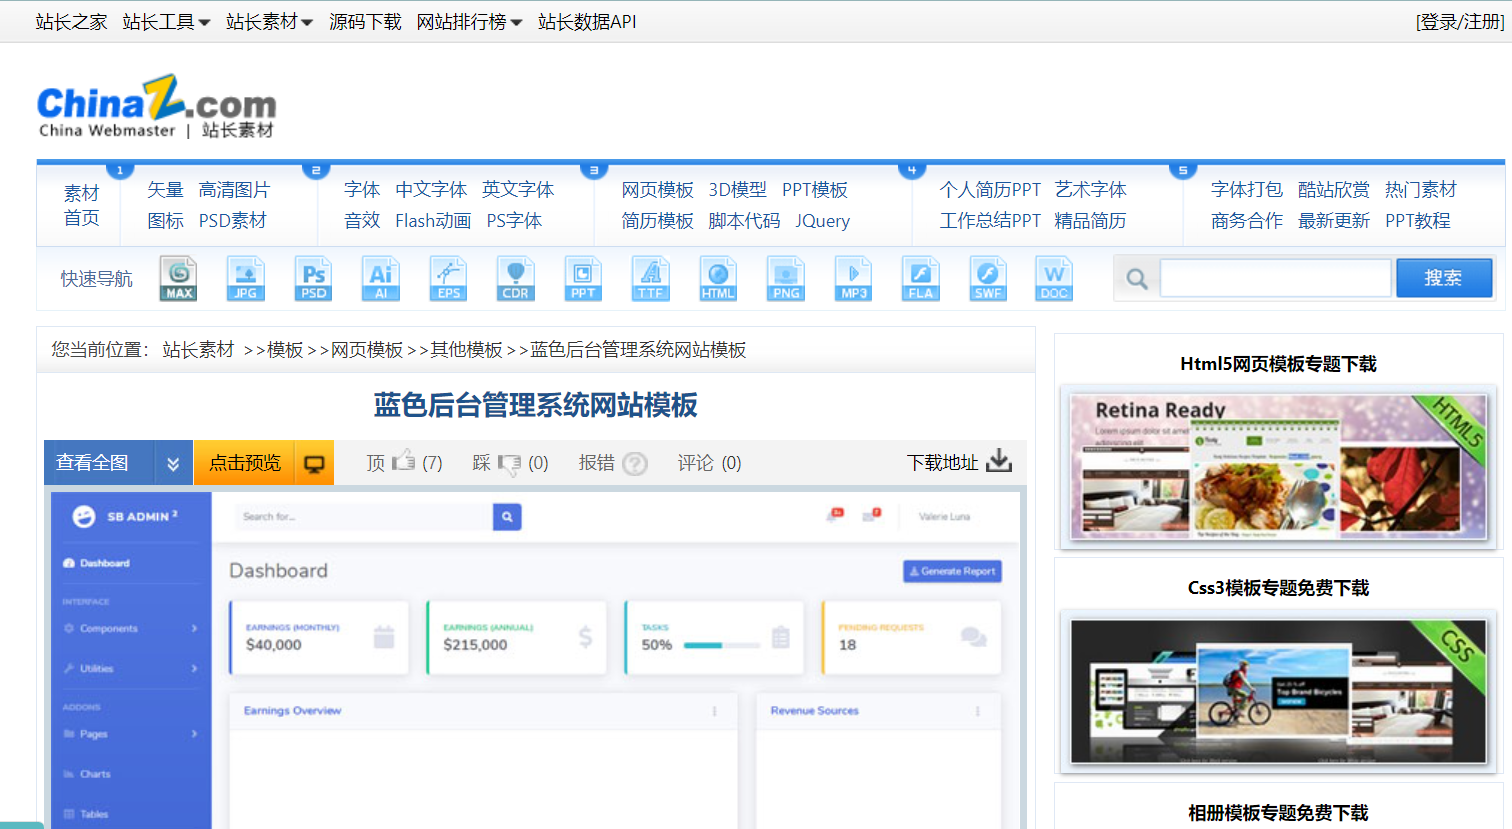 站长之家 站长工具 站长素材 源码下载 网站排行榜 站长数据API [登录/注册]
ChinaZ.com
China Webmaster | 站长素材
1 2 3 4 5
素材 矢量 高清图片 字体 中文字体 英文字体 网页模板 3D模型 PPT模板 个人简历PPT 艺术字体 字体打包 酷站欣赏 热门素材
首页 图标 PSD素材 音效 Flash动画 PS字体 简历模板 脚本代码 JQuery 工作总结PPT 精品简历 商务合作 最新更新 PPT教程
快速导航 MAX JPG Ps PSD Ai AI EPS CDR PPT TTF HTML PNG MP3 FLA SWF W DOC 搜索
您当前位置： 站长素材 >>模板>>网页模板>>其他模板>>蓝色后台管理系统网站模板
蓝色后台管理系统网站模板
查看全图 点击预览 顶 (7) 踩 (0) 报错 ? 评论 (0) 下载地址
SB ADMIN 2 Search for... Valerie Luna
Dashboard
Dashboard Generate Report
INTERFACE
Components
Utilities
ADDONS
Pages
Charts
Tables
EARNINGS (MONTHLY) EARNINGS (ANNUAL) TASKS PENDING REQUESTS
$40,000 $215,000 50% 18
Earnings Overview Revenue Sources
Html5网页模板专题下载
Retina Ready
HTML5
Css3模板专题免费下载
CSS
Top Brand Bicycles
相册模板专题免费下载